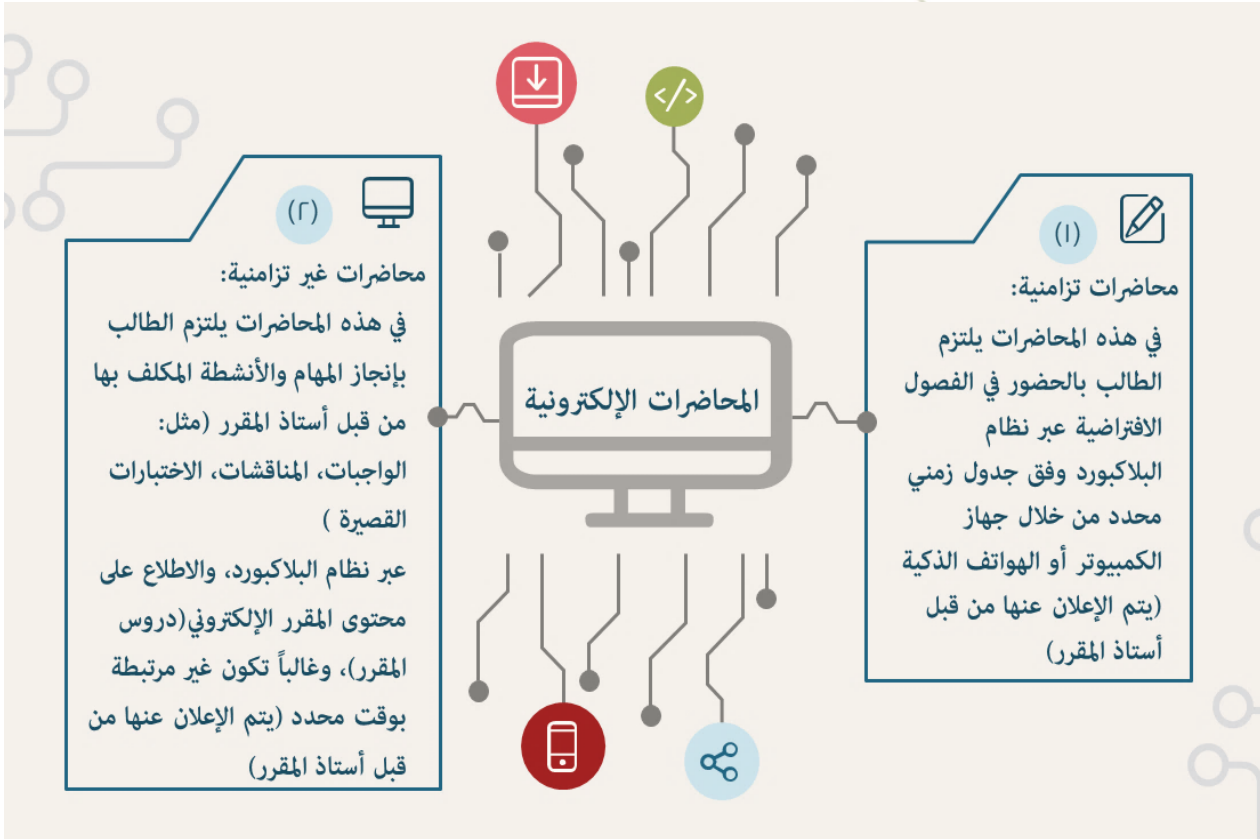 المحاضرات الإلكترونية
(١)
محاضرات تزامنية:
في هذه المحاضرات يلتزم
الطالب بالحضور في الفصول
الافتراضية عبر نظام
البلاكبورد وفق جدول زمني
محدد من خلال جهاز
الكمبيوتر أو الهواتف الذكية
(يتم الإعلان عنها من قبل
أستاذ المقرر)
(٢)
محاضرات غير تزامنية:
في هذه المحاضرات يلتزم الطالب
بإنجاز المهام والأنشطة المكلف بها
من قبل أستاذ المقرر (مثل:
الواجبات، المناقشات، الاختبارات
القصيرة )
عبر نظام البلاكبورد، والاطلاع على
محتوى المقرر الإلكتروني(دروس
المقرر)، وغالباً تكون غير مرتبطة
بوقت محدد (يتم الإعلان عنها من
قبل أستاذ المقرر)